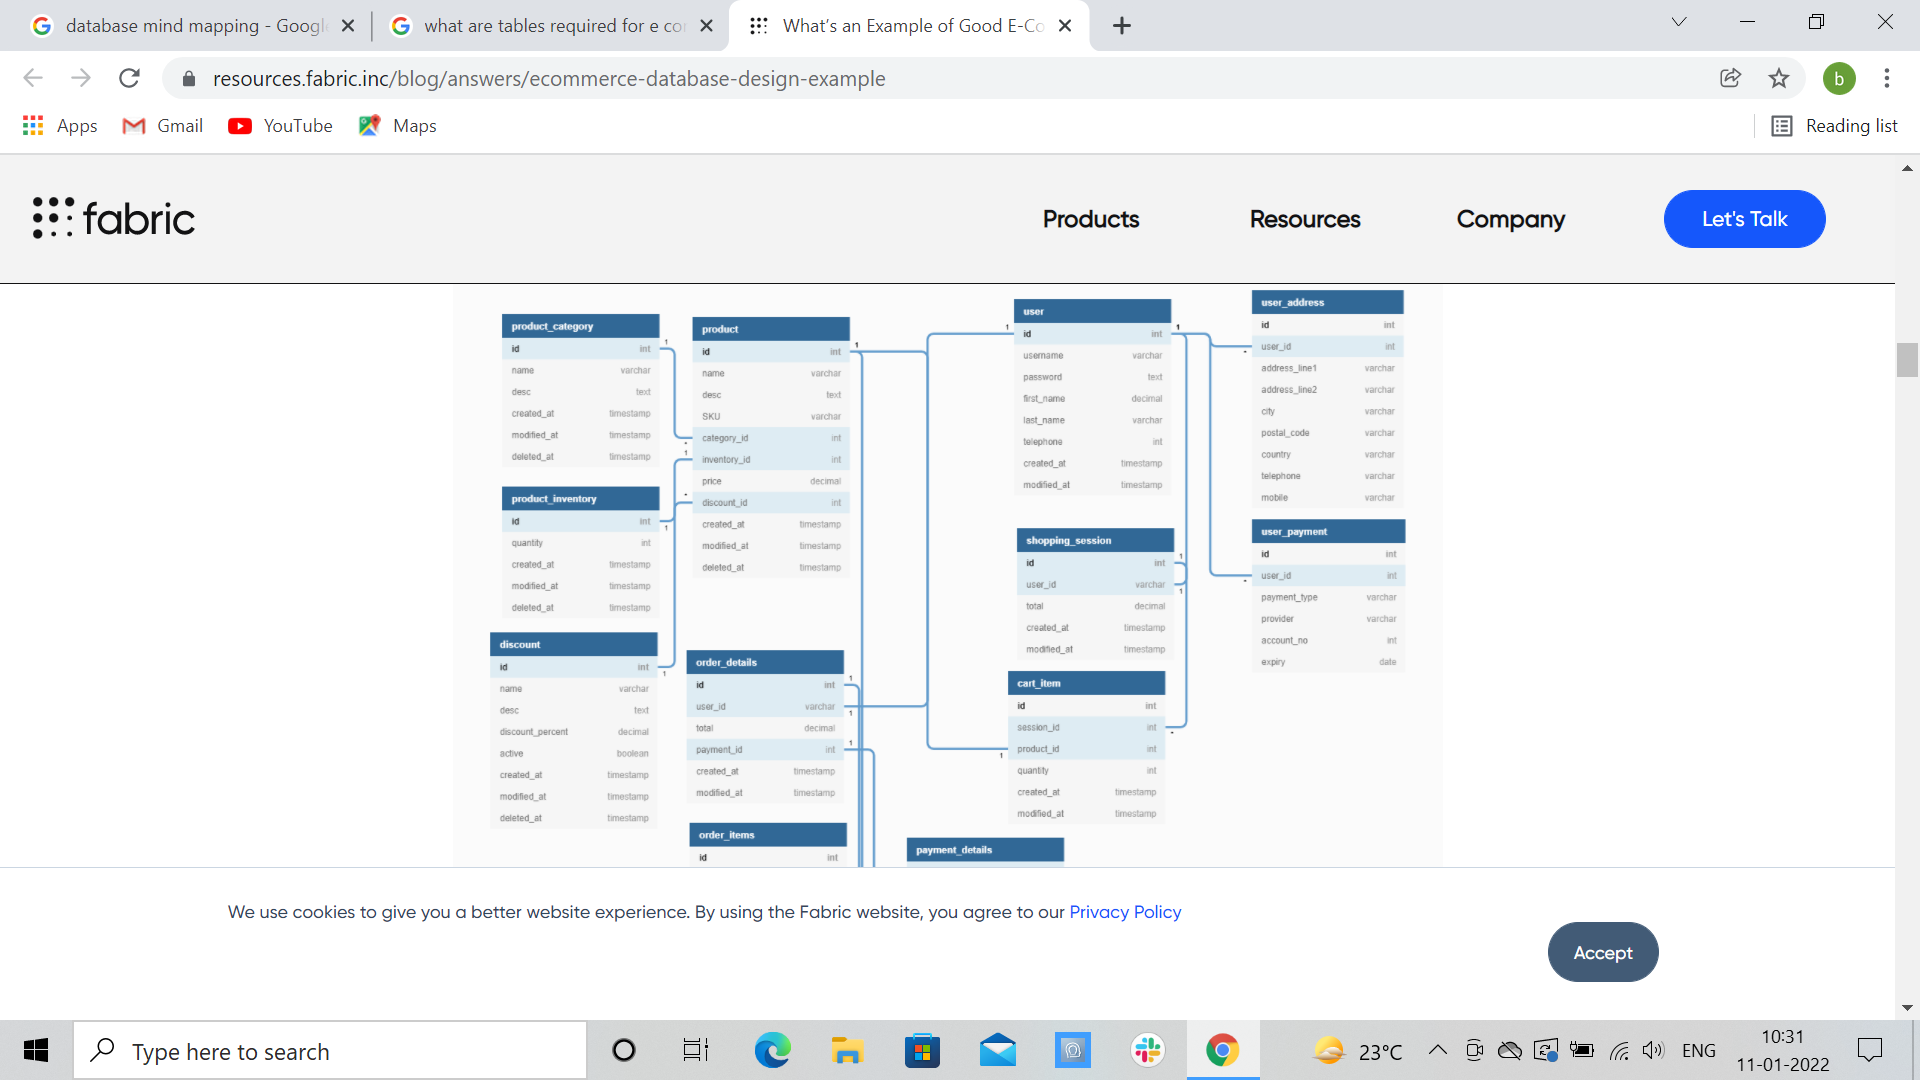 database mind mapping - Googl
what are tables required for e cor
What's an Example of Good E-Co
resources.fabric.inc/blog/answers/ecommerce-database-design-example
b
Apps
Gmail
YouTube
Maps
Reading list
fabric
Products
Resources
Company
Let's Talk
product_category
id int
name varchar
desc text
created_at timestamp
modified_at timestamp
deleted_at timestamp
product_inventory
id int
quantity int
created_at timestamp
modified_at timestamp
deleted_at timestamp
discount
id int
name varchar
desc text
discount_percent decimal
active boolean
created_at timestamp
modified_at timestamp
deleted_at timestamp
product
id int
name varchar
desc text
SKU varchar
category_id int
inventory_id int
price decimal
discount_id int
created_at timestamp
modified_at timestamp
deleted_at timestamp
order_details
id int
user_id varchar
total decimal
payment_id int
created_at timestamp
modified_at timestamp
order_items
id int
user
id int
username varchar
password text
first_name decimal
last_name varchar
telephone int
created_at timestamp
modified_at timestamp
shopping_session
id int
user_id varchar
total decimal
created_at timestamp
modified_at timestamp
cart_item
id int
session_id int
product_id int
quantity int
created_at timestamp
modified_at timestamp
payment_details
user_address
id int
user_id int
address_line1 varchar
address_line2 varchar
city varchar
postal_code varchar
country varchar
telephone varchar
mobile varchar
user_payment
id int
user_id int
payment_type varchar
provider varchar
account_no int
expiry date
We use cookies to give you a better website experience. By using the Fabric website, you agree to our Privacy Policy
Accept
Type here to search
23°C
ENG
10:31
11-01-2022